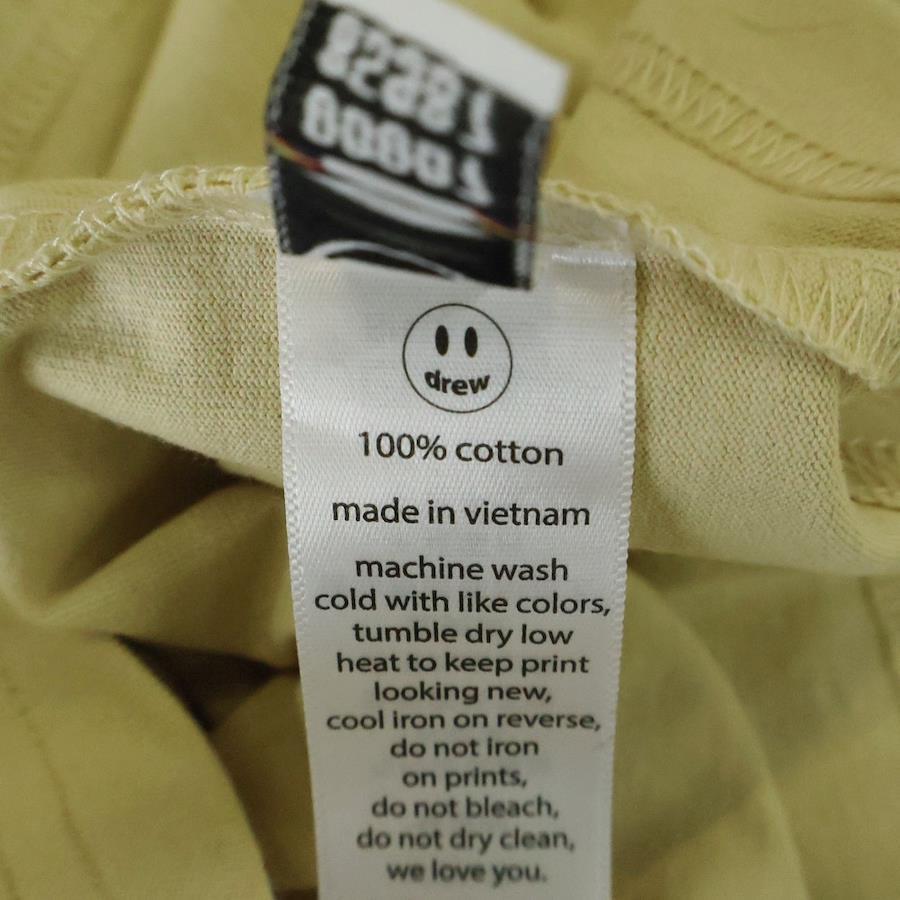 drew
100% cotton
made in vietnam
machine wash
cold with like colors,
tumble dry low
heat to keep print
looking new,
cool iron on reverse,
do not iron
on prints,
do not bleach,
do not dry clean,
we love you.